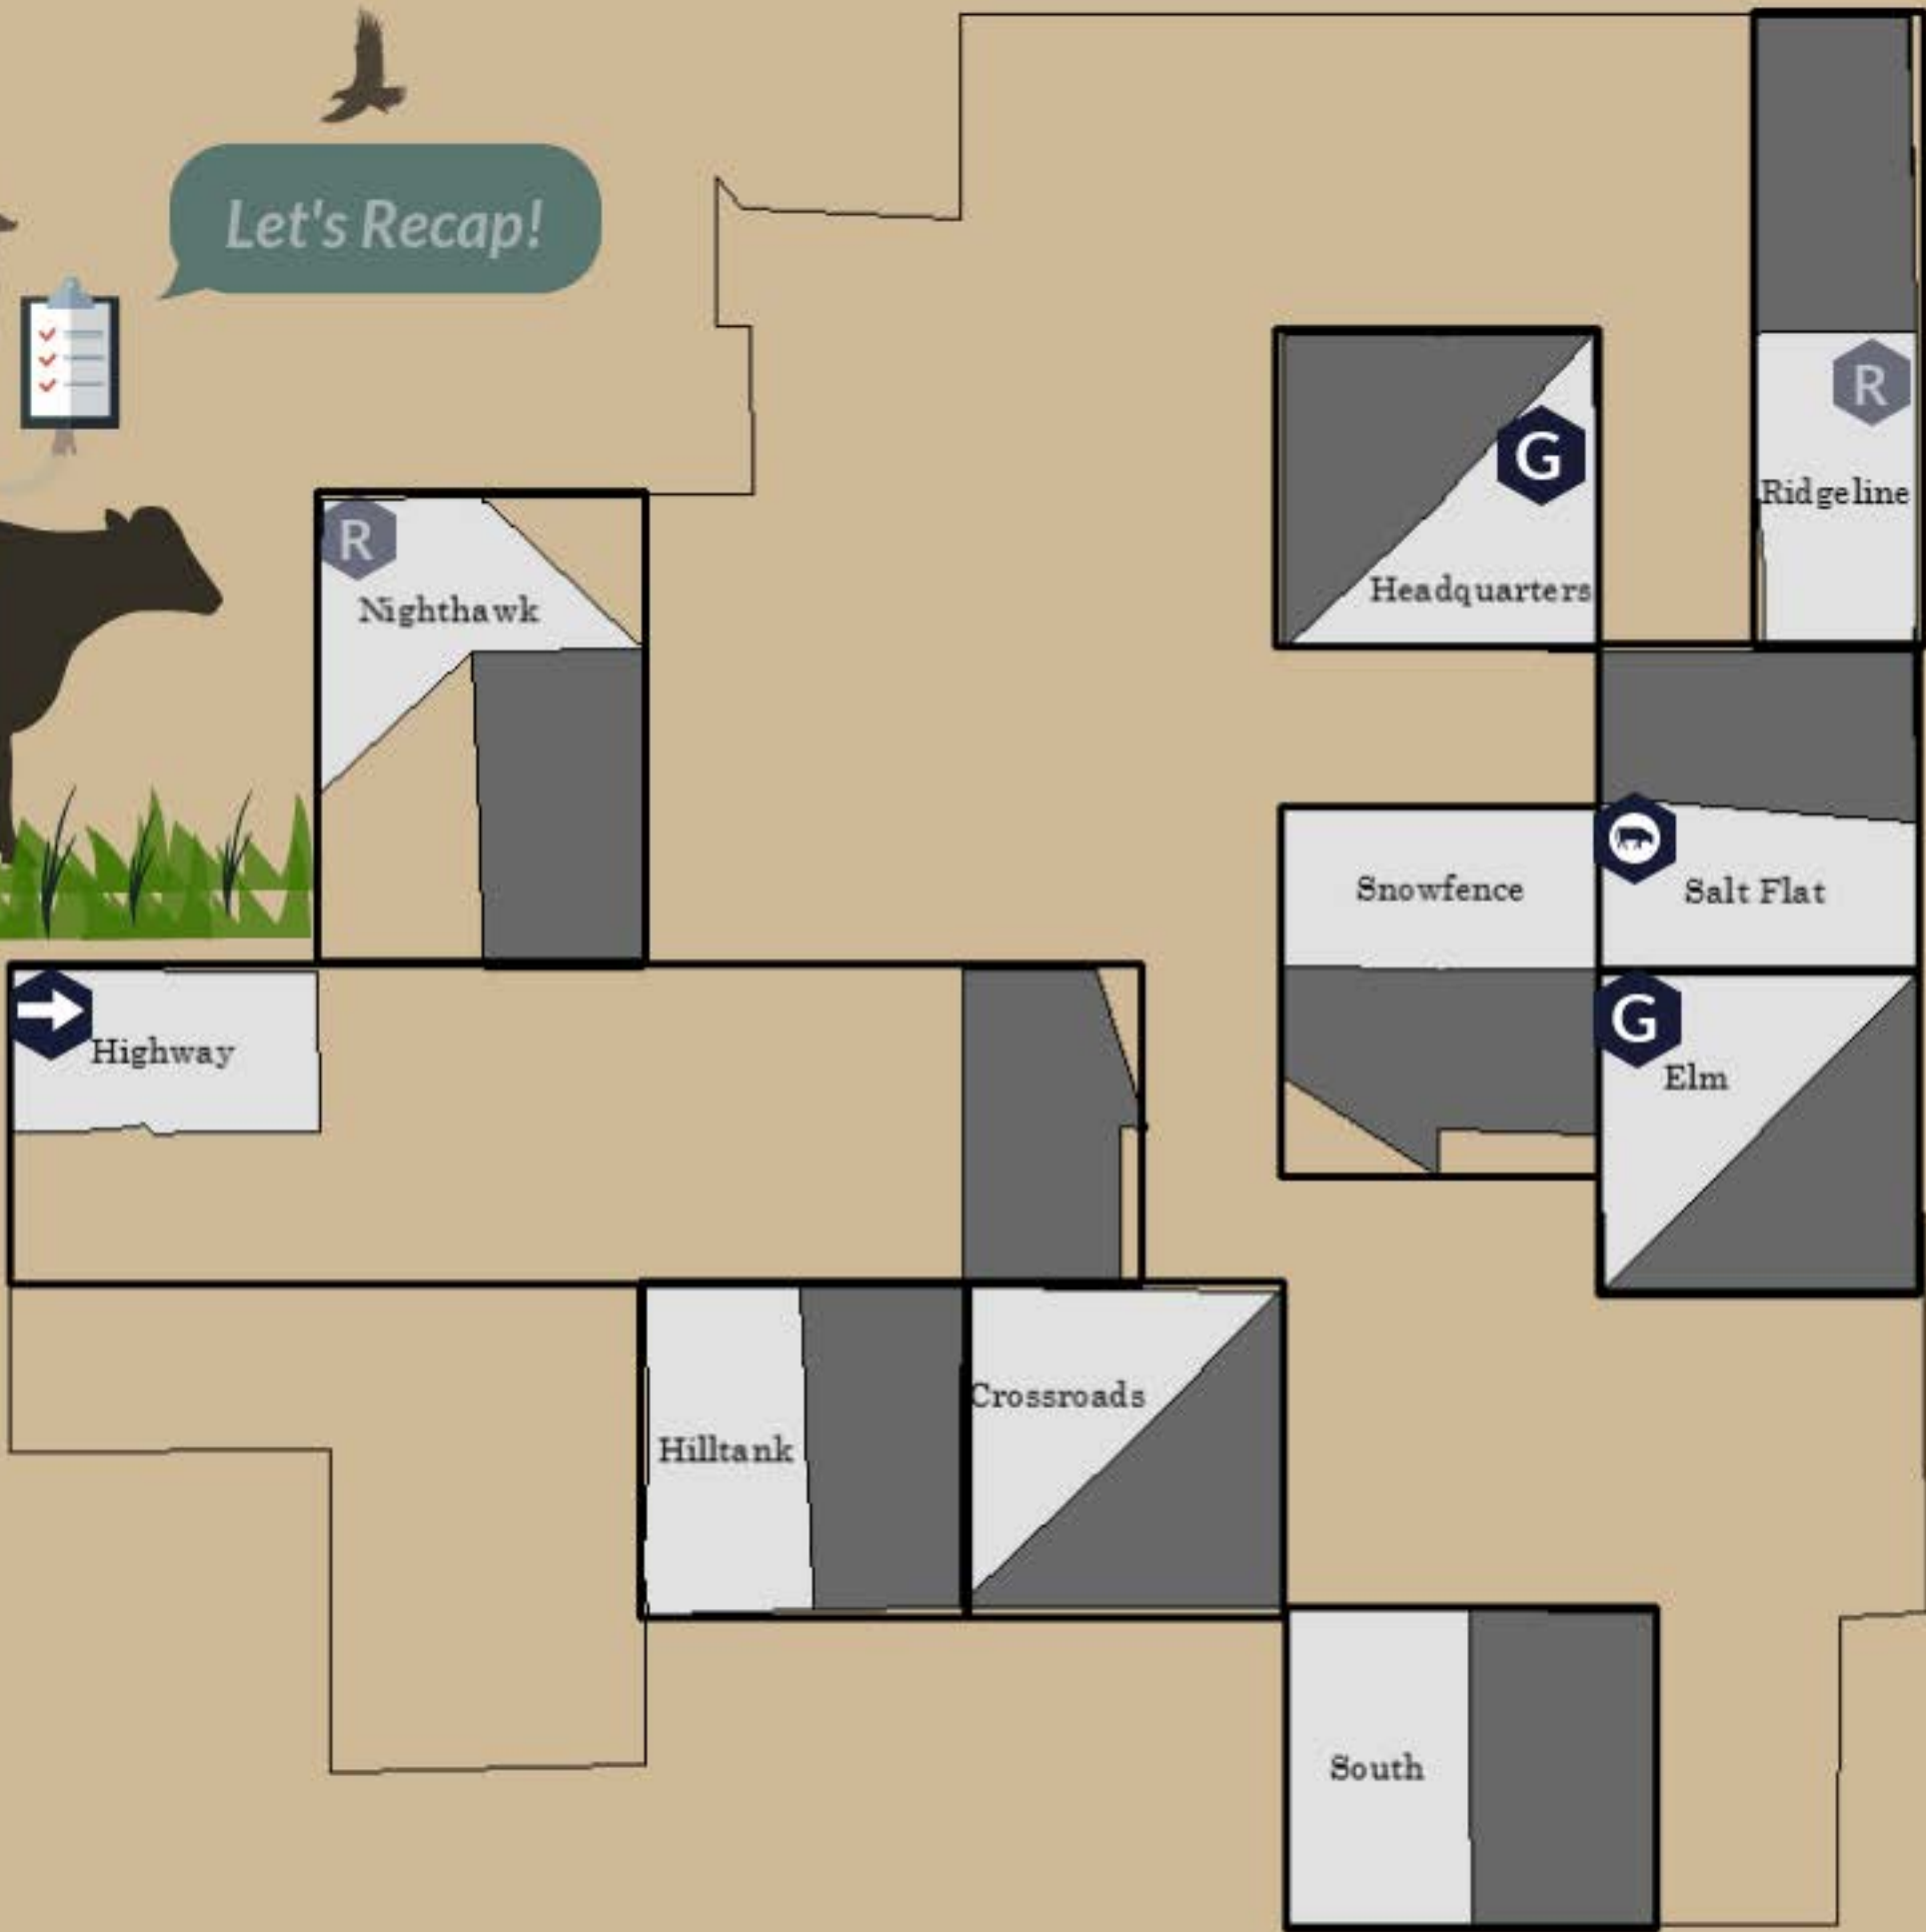 Let's Recap!
R
Ridgeline
G
Headquarters
R
Nighthawk
Snowfence
Salt Flat
G
Elm
Highway
Crossroads
Hilltank
South